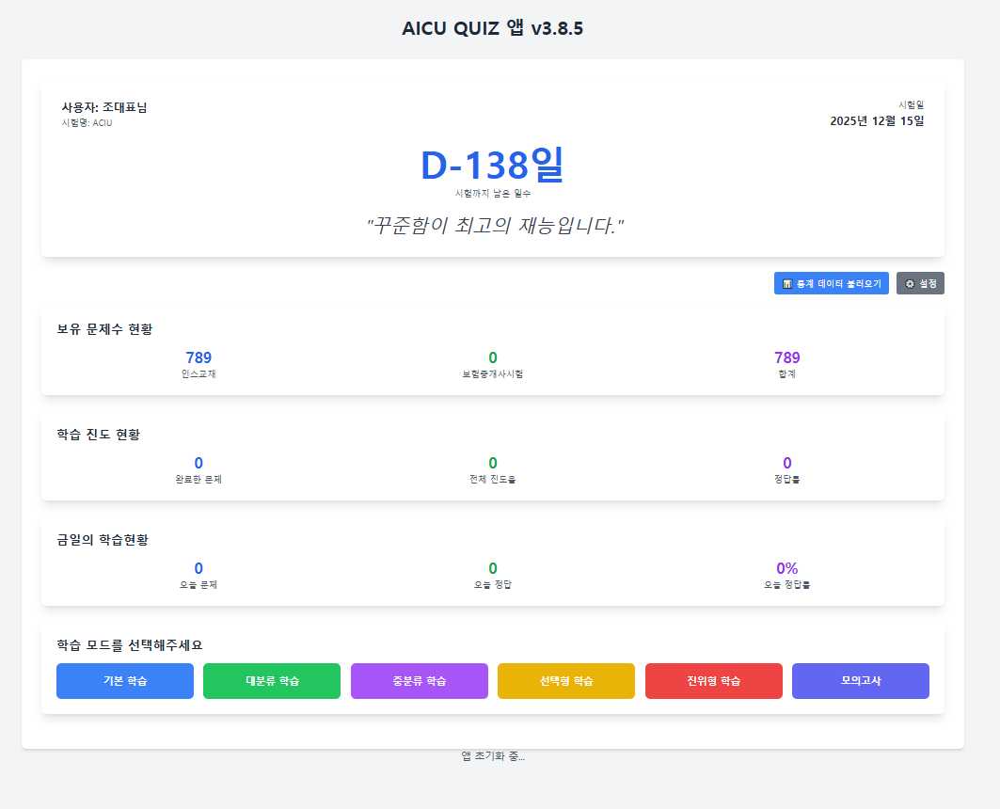 AICU QUIZ 앱 v3.8.5
사용자: 조대표님
시험명: ACIU
시험일
2025년 12월 15일
D-138일
시험까지 남은 일수
"꾸준함이 최고의 재능입니다."
📊 통계 데이터 불러오기
⚙ 설정
보유 문제수 현황
789
인스교재
0
보험중개사시험
789
합계
학습 진도 현황
0
완료한 문제
0
전체 진도율
0
정답률
금일의 학습현황
0
오늘 문제
0
오늘 정답
0%
오늘 정답률
학습 모드를 선택해주세요
기본 학습
대분류 학습
중분류 학습
선택형 학습
진위형 학습
모의고사
앱 초기화 중...